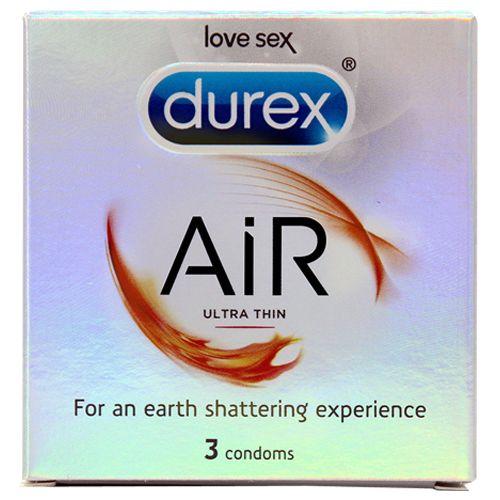 love sex
durex®
AiR
ULTRA THIN
For an earth shattering experience
3 condoms